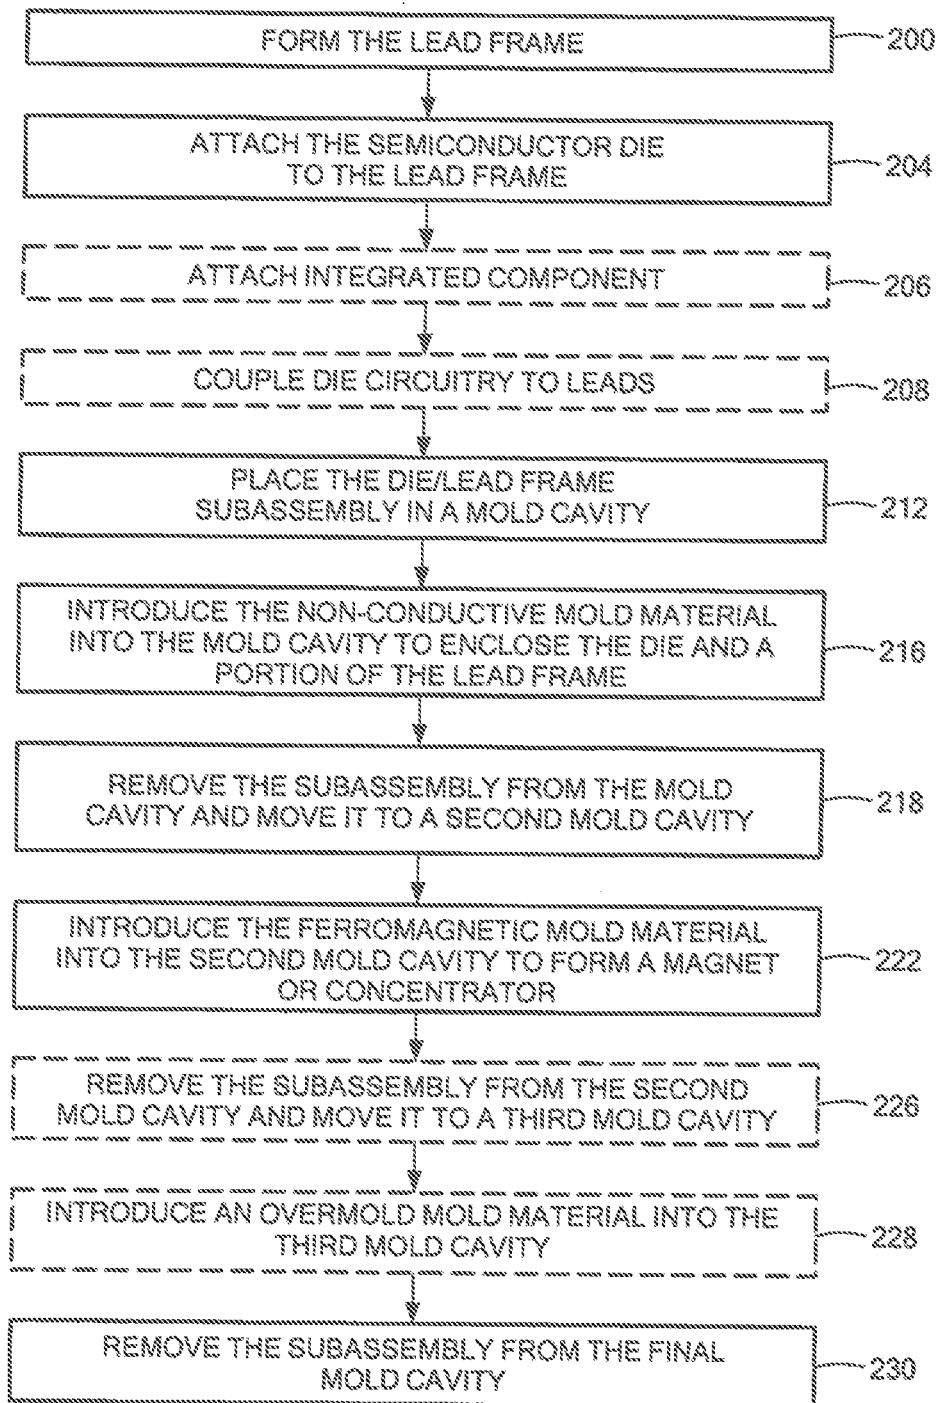 FORM THE LEAD FRAME
200
ATTACH THE SEMICONDUCTOR DIE
TO THE LEAD FRAME
204
ATTACH INTEGRATED COMPONENT
206
COUPLE DIE CIRCUITRY TO LEADS
208
PLACE THE DIE/LEAD FRAME
SUBASSEMBLY IN A MOLD CAVITY
212
INTRODUCE THE NON-CONDUCTIVE MOLD MATERIAL
INTO THE MOLD CAVITY TO ENCLOSE THE DIE AND A
PORTION OF THE LEAD FRAME
216
REMOVE THE SUBASSEMBLY FROM THE MOLD
CAVITY AND MOVE IT TO A SECOND MOLD CAVITY
218
INTRODUCE THE FERROMAGNETIC MOLD MATERIAL
INTO THE SECOND MOLD CAVITY TO FORM A MAGNET
OR CONCENTRATOR
222
REMOVE THE SUBASSEMBLY FROM THE SECOND
MOLD CAVITY AND MOVE IT TO A THIRD MOLD CAVITY
226
INTRODUCE AN OVERMOLD MOLD MATERIAL INTO THE
THIRD MOLD CAVITY
228
REMOVE THE SUBASSEMBLY FROM THE FINAL
MOLD CAVITY
230